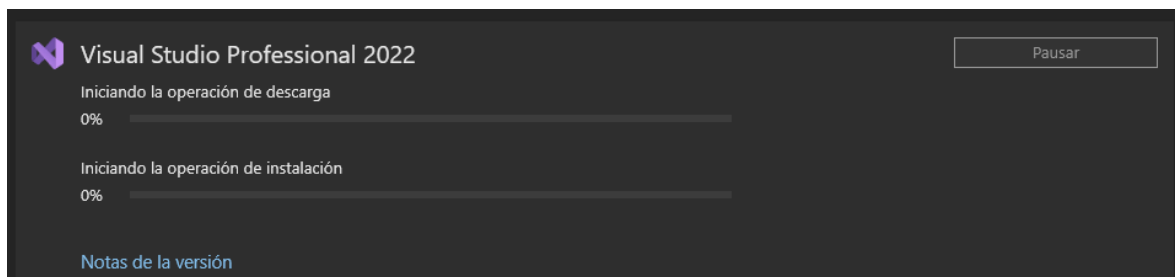 Visual Studio Professional 2022
Pausar
Iniciando la operación de descarga
0%
Iniciando la operación de instalación
0%
Notas de la versión